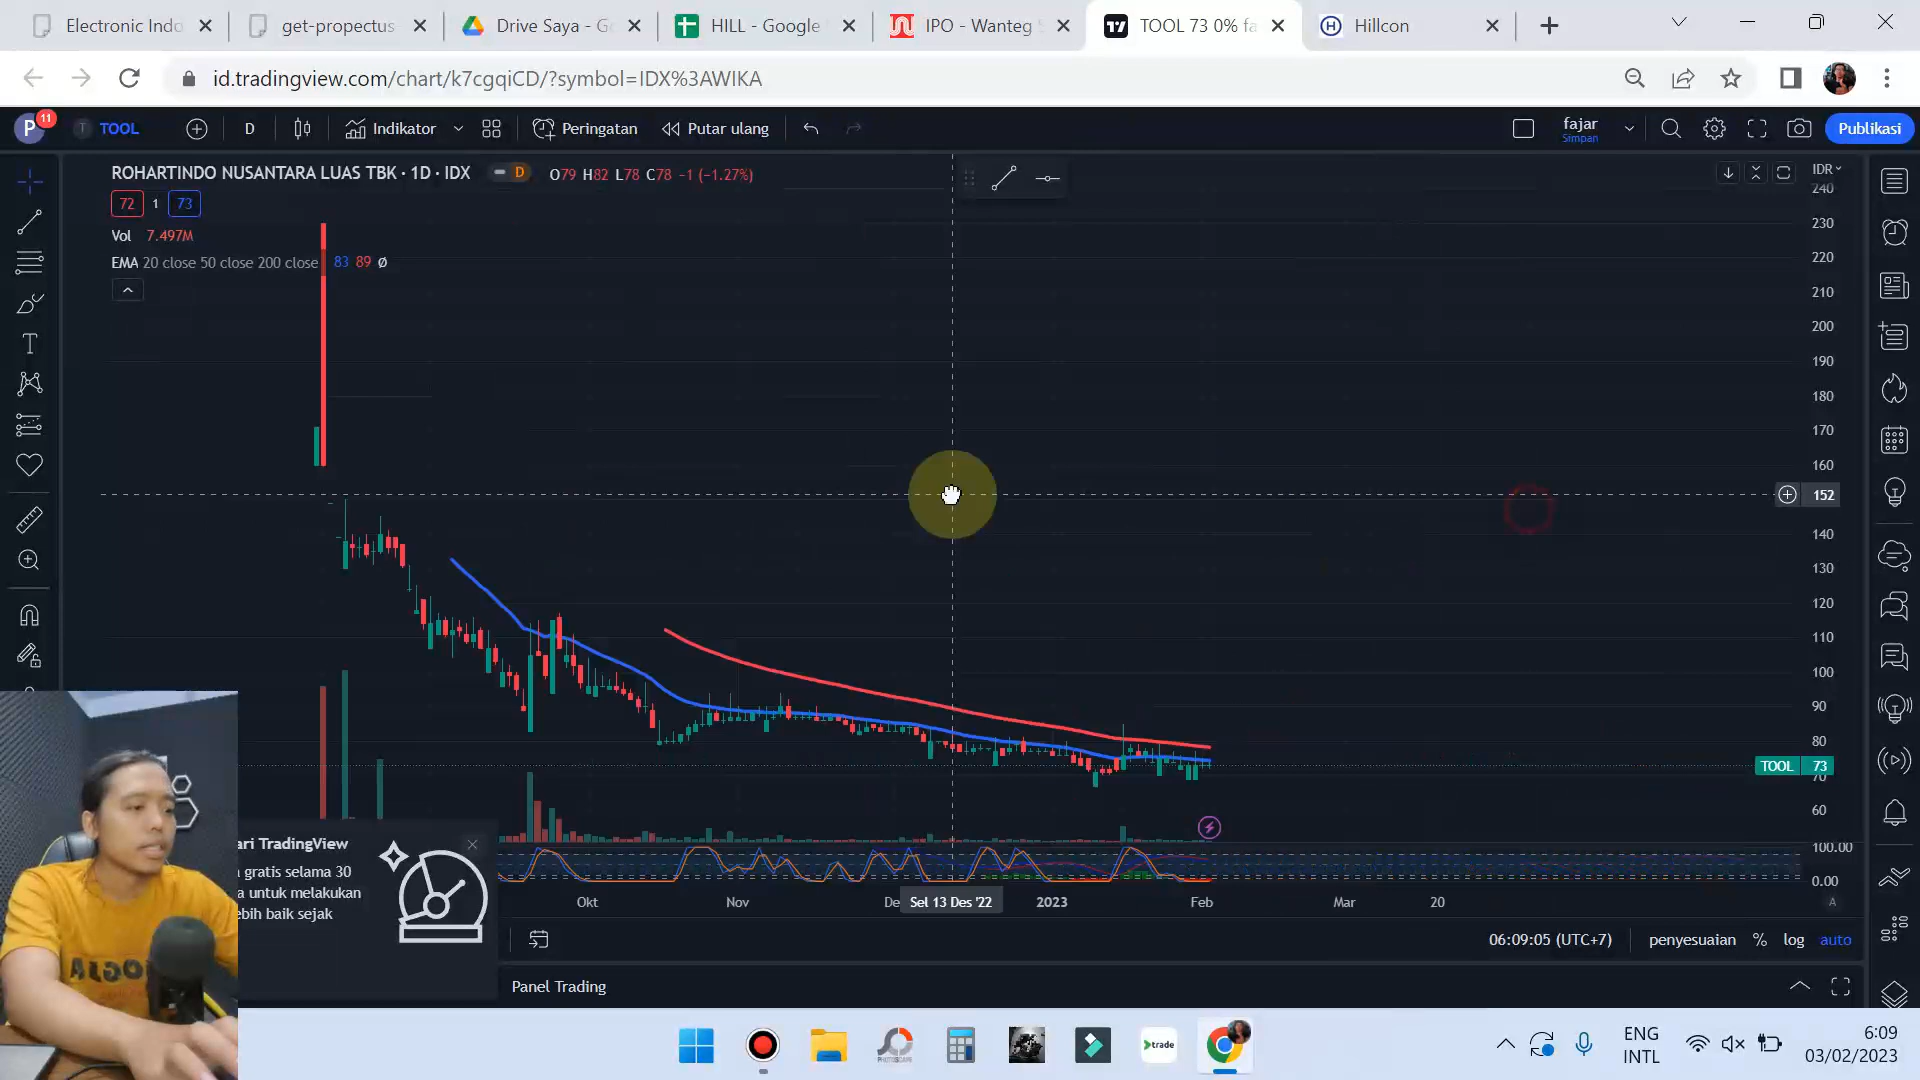 Electronic Indo
get-propectus
Drive Saya - Go
HILL - Google
IPO - Wanteg S
TOOL 73 0% fa
Hillcon
id.tradingview.com/chart/k7cgqiCD/?symbol=IDX%3AWIKA
P
11
T
TOOL
D
Indikator
Peringatan
Putar ulang
fajar
Simpan
Publikasi
ROHARTINDO NUSANTARA LUAS TBK · 1D · IDX
D
O79 H82 L78 C78 −1 (−1.27%)
IDR
72
1
73
Vol 7.497M
EMA 20 close 50 close 200 close 83 89 Ø
240
230
220
210
200
190
180
170
160
152
140
130
120
110
100
90
80
TOOL 73
70
60
100.00
0.00
Okt
Nov
De
Sel 13 Des '22
2023
Feb
Mar
20
A
ari TradingView
a gratis selama 30
a untuk melakukan
ebih baik sejak
06:09:05 (UTC+7)
penyesuaian
%
log
auto
Panel Trading
PHOTOSCAPE
trade
ENG
INTL
6:09
03/02/2023